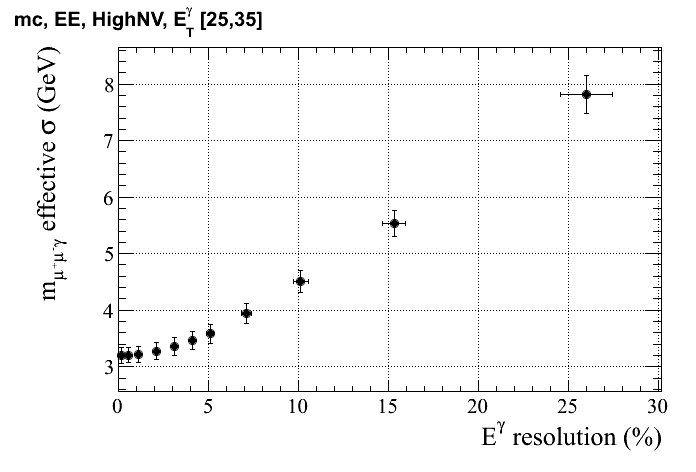 mc, EE, HighNV, E_T^γ [25,35]
m_{μ⁺μ⁻γ} effective σ (GeV)
8
7
6
5
4
3
0 5 10 15 20 25 30
E^γ resolution (%)